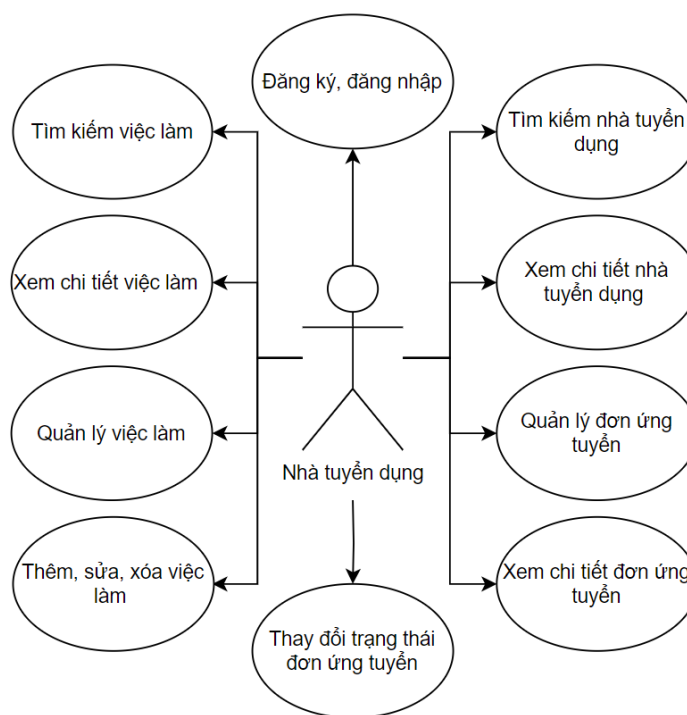 Đăng ký, đăng nhập
Tìm kiếm việc làm
Tìm kiếm nhà tuyển
dụng
Xem chi tiết việc làm
Xem chi tiết nhà
tuyển dụng
Quản lý việc làm
Quản lý đơn ứng
tuyển
Nhà tuyển dụng
Thêm, sửa, xóa việc
làm
Xem chi tiết đơn ứng
tuyển
Thay đổi trạng thái
đơn ứng tuyển